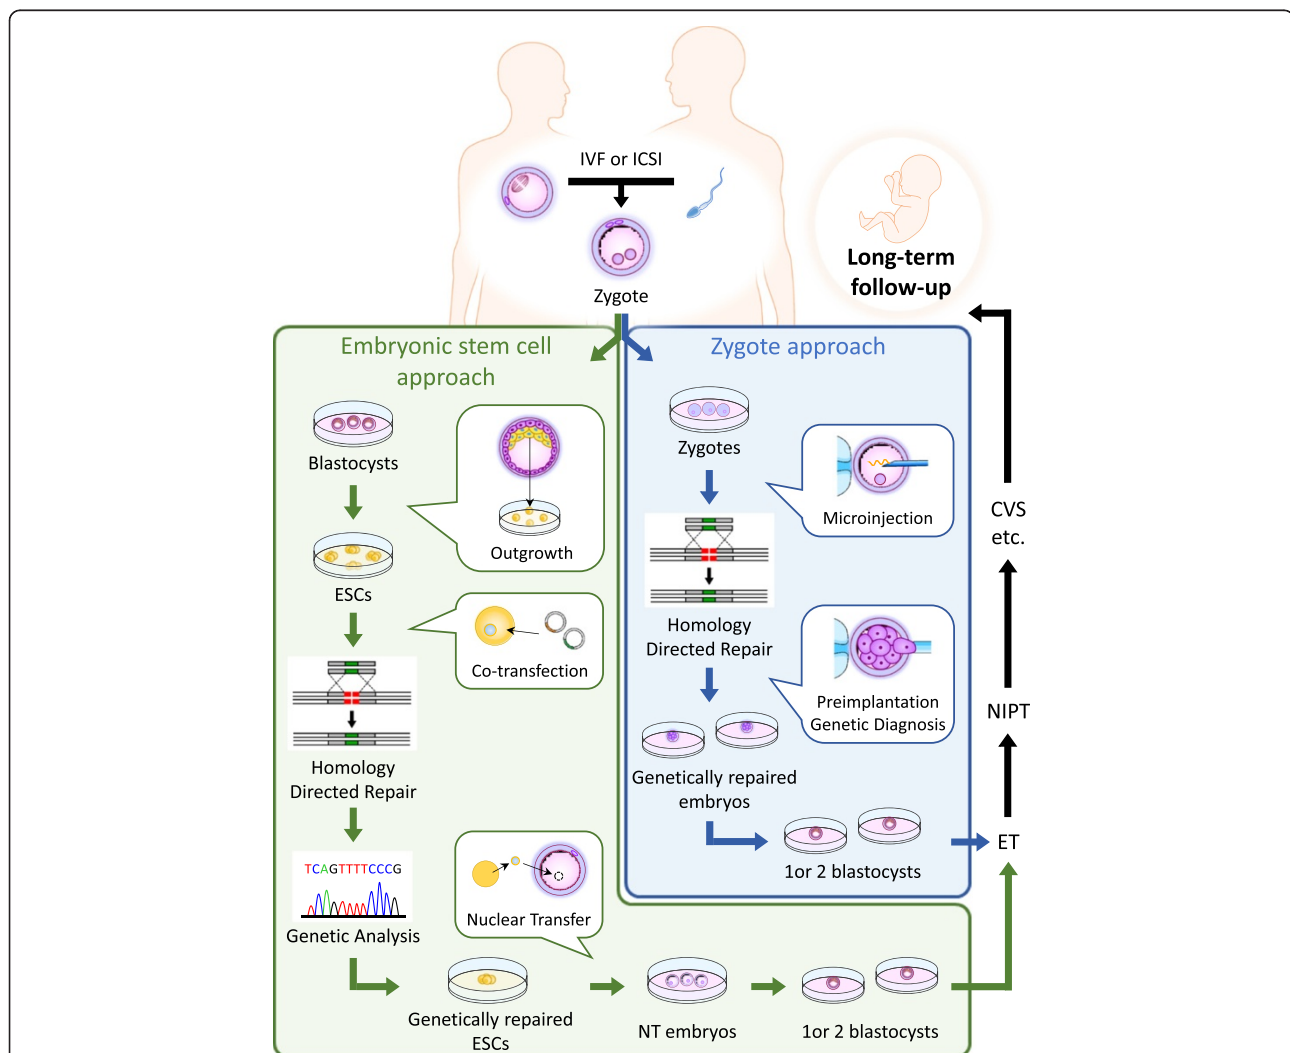 IVF or ICSI
Zygote
Long-term
follow-up
Embryonic stem cell
approach
Blastocysts
Outgrowth
ESCs
Co-transfection
Homology
Directed Repair
TCAGTTTTCCCG
Genetic Analysis
Nuclear Transfer
Genetically repaired
ESCs
NT embryos
1or 2 blastocysts
Zygote approach
Zygotes
Microinjection
Homology
Directed Repair
Preimplantation
Genetic Diagnosis
Genetically repaired
embryos
1or 2 blastocysts
ET
NIPT
CVS
etc.